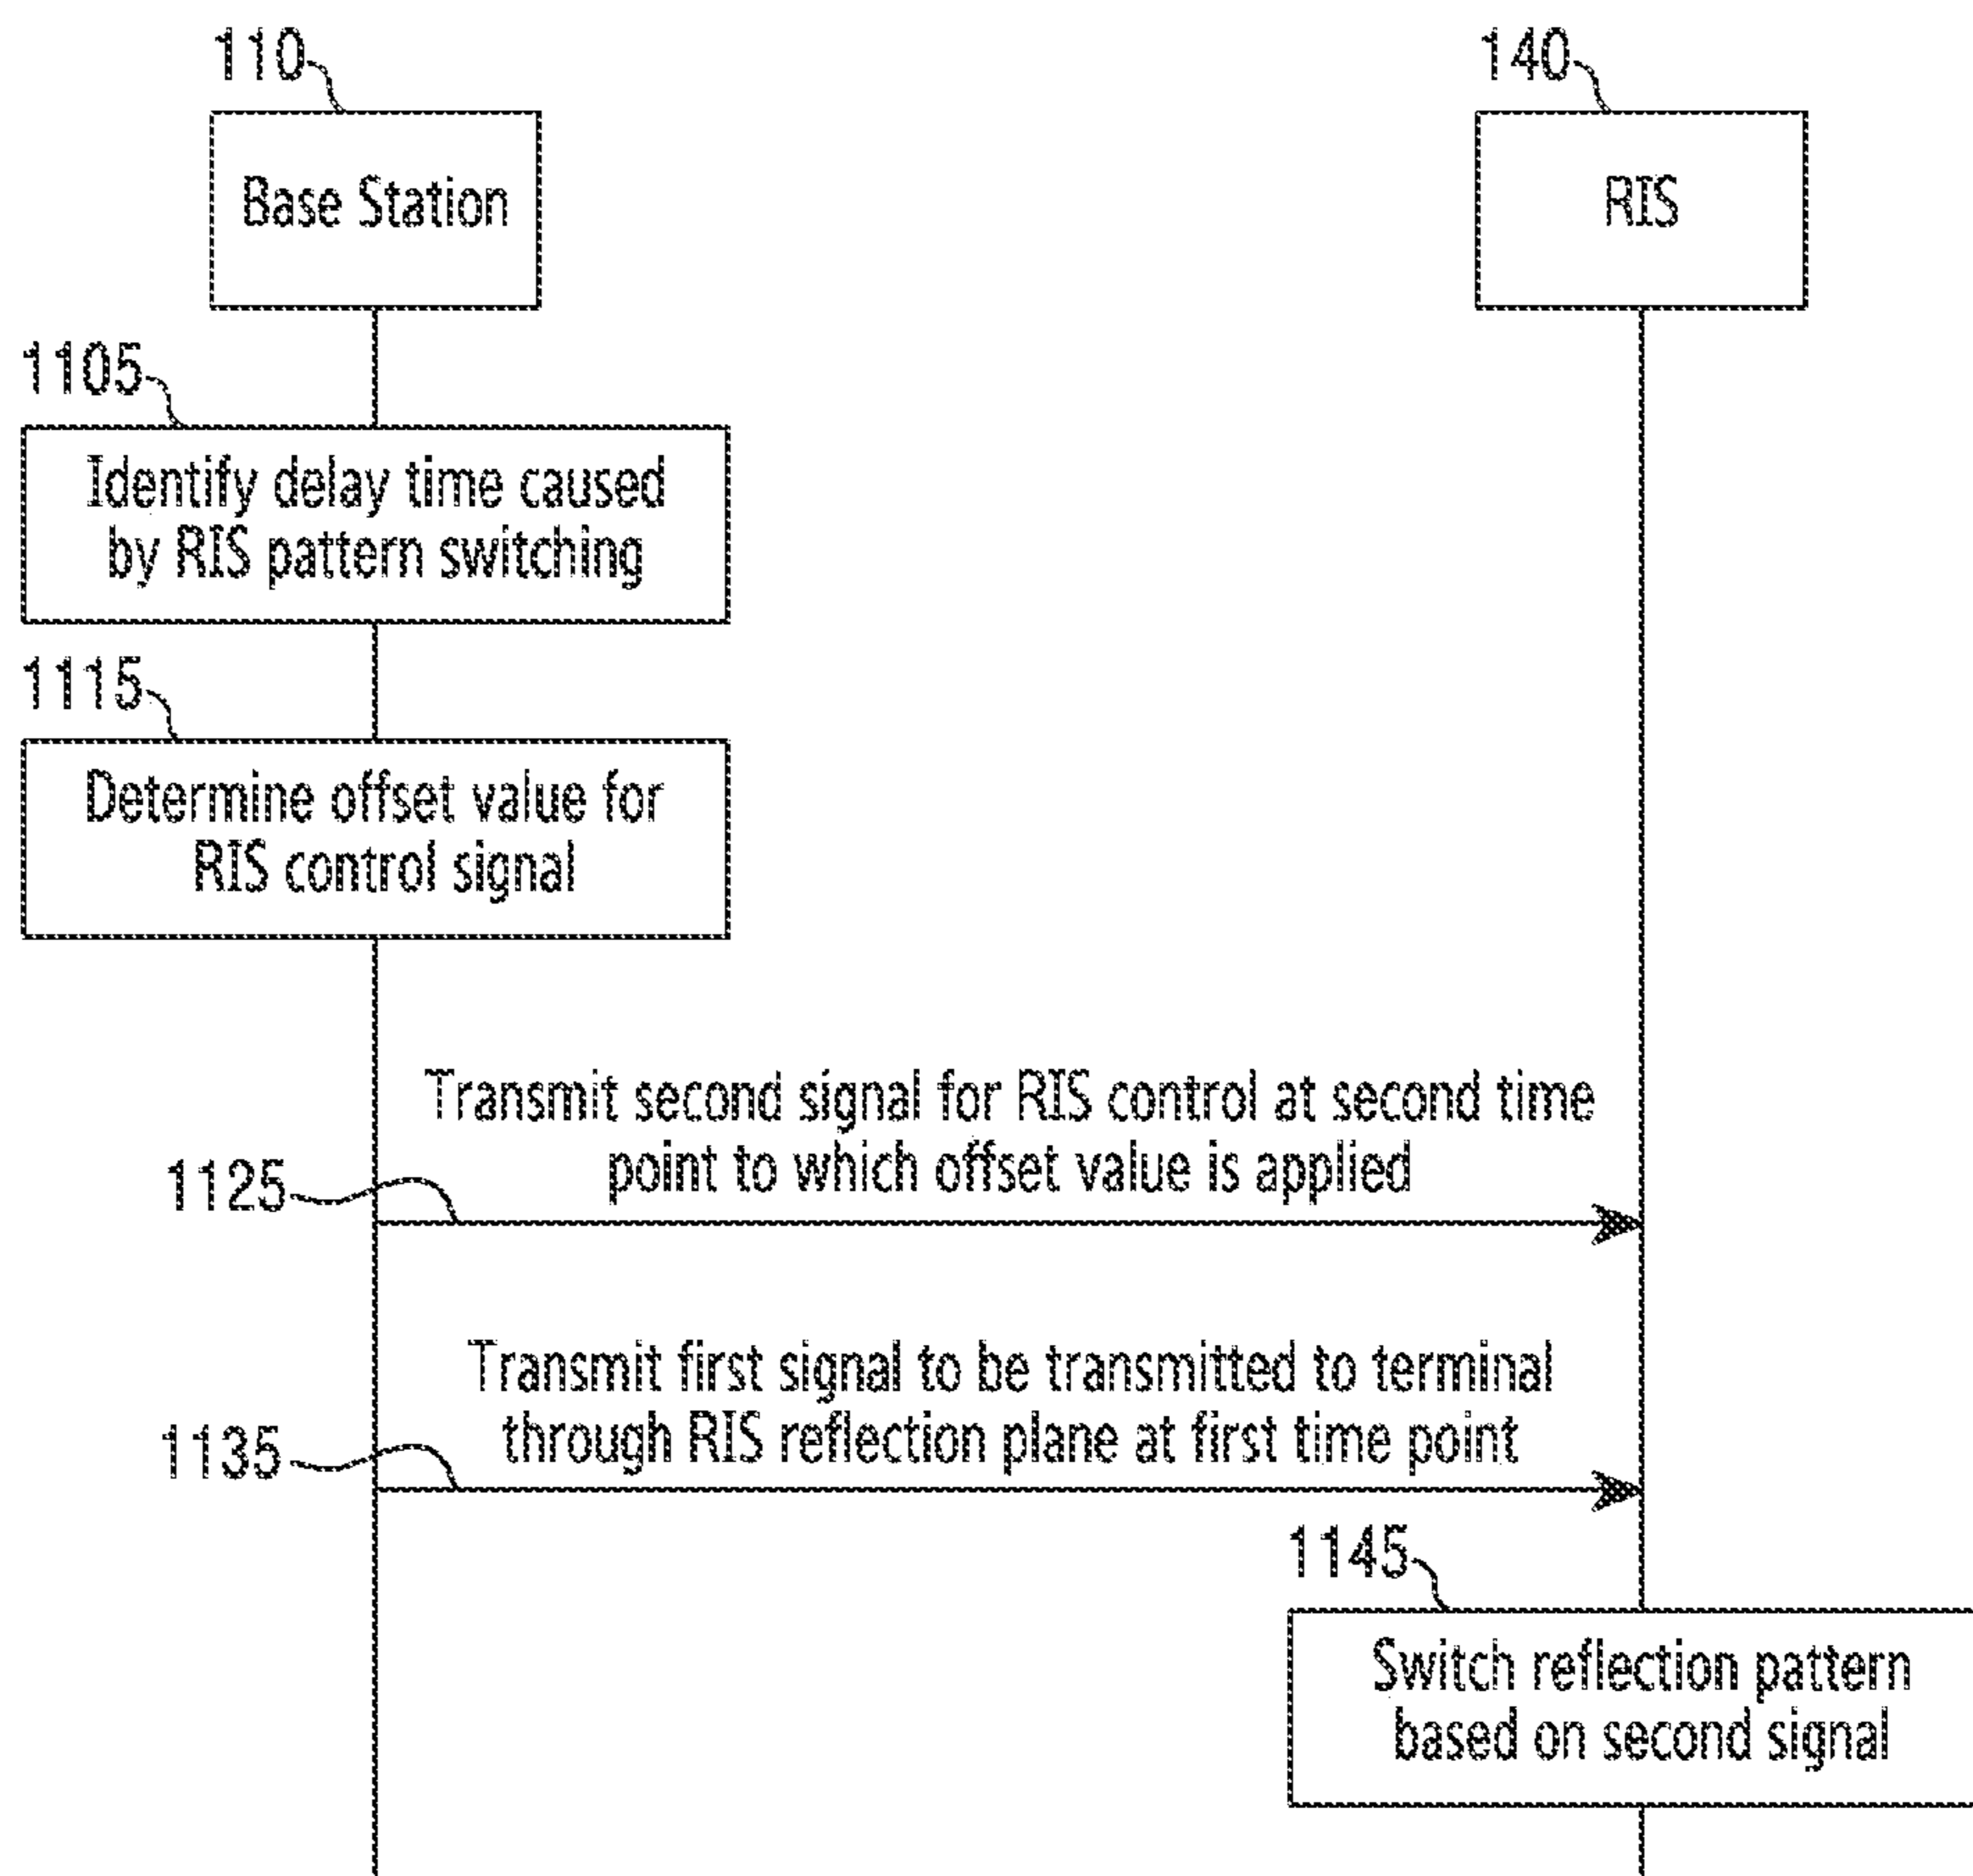 110
140
Base Station
RIS
1105
Identify delay time caused
by RIS pattern switching
1115
Determine offset value for
RIS control signal
Transmit second signal for RIS control at second time
point to which offset value is applied
1125
Transmit first signal to be transmitted to terminal
through RIS reflection plane at first time point
1135
1145
Switch reflection pattern
based on second signal